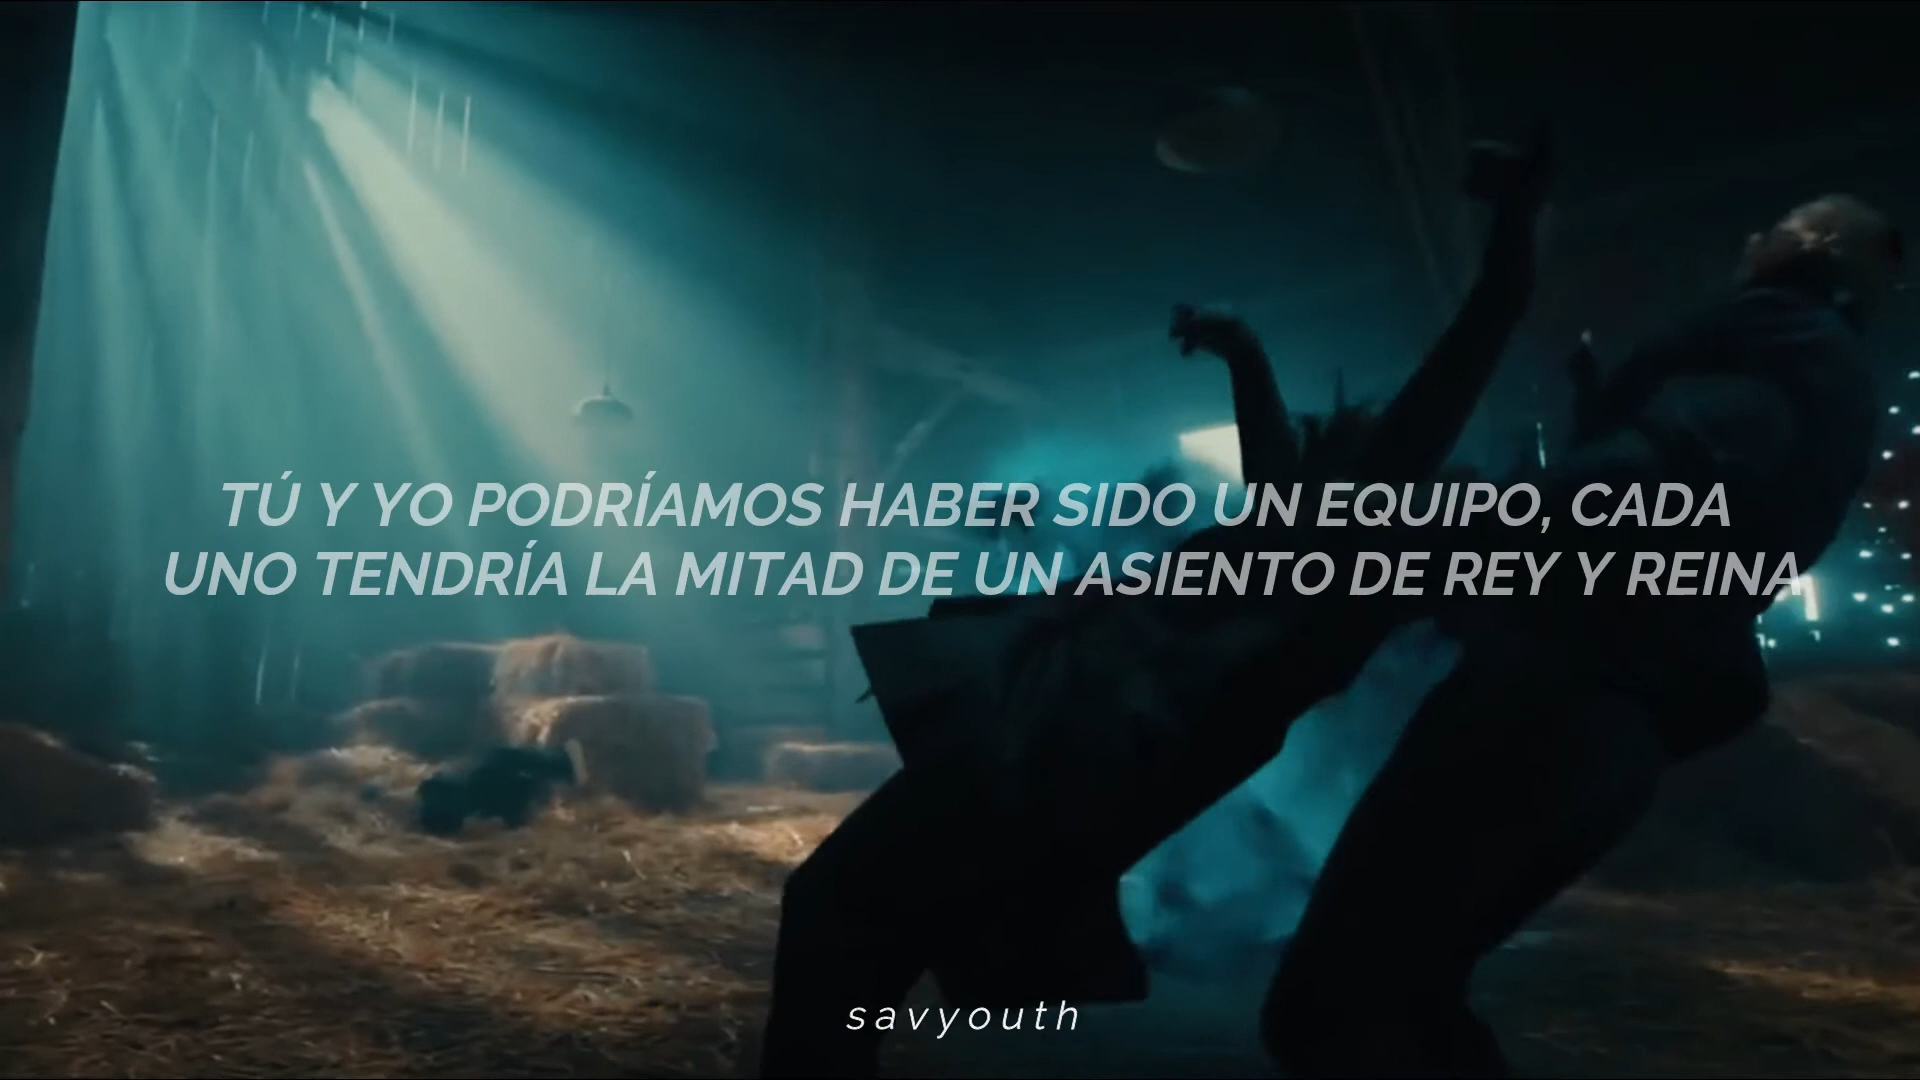 TÚ Y YO PODRÍAMOS HABER SIDO UN EQUIPO, CADA
UNO TENDRÍA LA MITAD DE UN ASIENTO DE REY Y REINA
savyouth